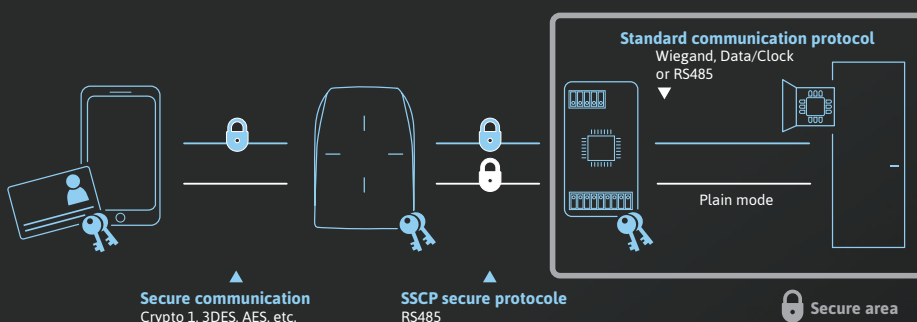 Standard communication protocol
Wiegand, Data/Clock
or RS485
Plain mode
Secure communication
Crypto 1, 3DES, AES, etc.
SSCP secure protocole
RS485
Secure area